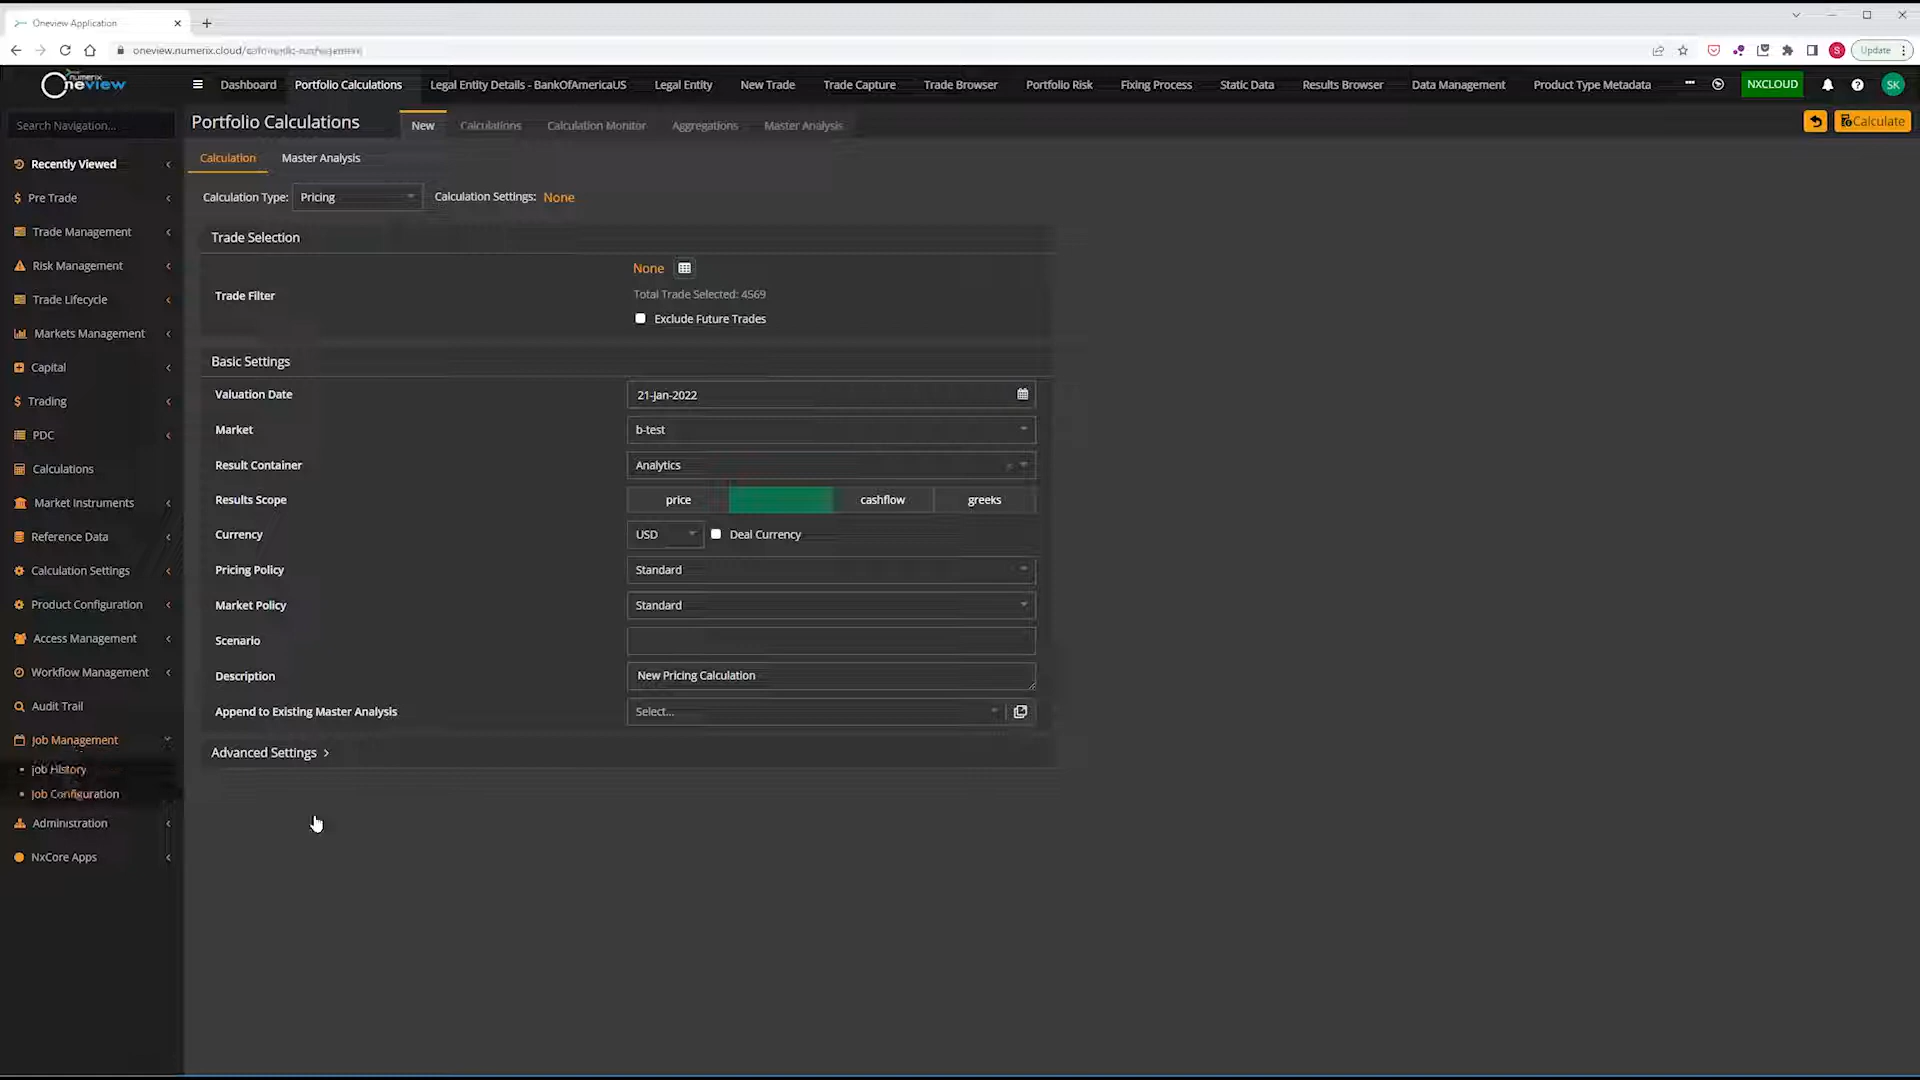 Oneview Application
oneview.numerix.cloud/
Update
numerix
Oneview
Dashboard
Portfolio Calculations
Legal Entity Details - BankOfAmericaUS
Legal Entity
New Trade
Trade Capture
Trade Browser
Portfolio Risk
Fixing Process
Static Data
Results Browser
Data Management
Product Type Metadata
NXCLOUD
SK
Search Navigation...
Portfolio Calculations
New
Calculations
Calculation Monitor
Aggregations
Master Analysis
Calculate
Calculation
Master Analysis
Calculation Type:
Pricing
Calculation Settings:
None
Recently Viewed
Pre Trade
Trade Management
Risk Management
Trade Lifecycle
Markets Management
Capital
Trading
PDC
Calculations
Market Instruments
Reference Data
Calculation Settings
Product Configuration
Access Management
Workflow Management
Audit Trail
Job Management
Job History
Job Configuration
Administration
NxCore Apps
Trade Selection
Trade Filter
None
Total Trade Selected: 4569
Exclude Future Trades
Basic Settings
Valuation Date
21-Jan-2022
Market
b-test
Result Container
Analytics
Results Scope
price
cashflow
greeks
Currency
USD
Deal Currency
Pricing Policy
Standard
Market Policy
Standard
Scenario
Description
New Pricing Calculation
Append to Existing Master Analysis
Select...
Advanced Settings